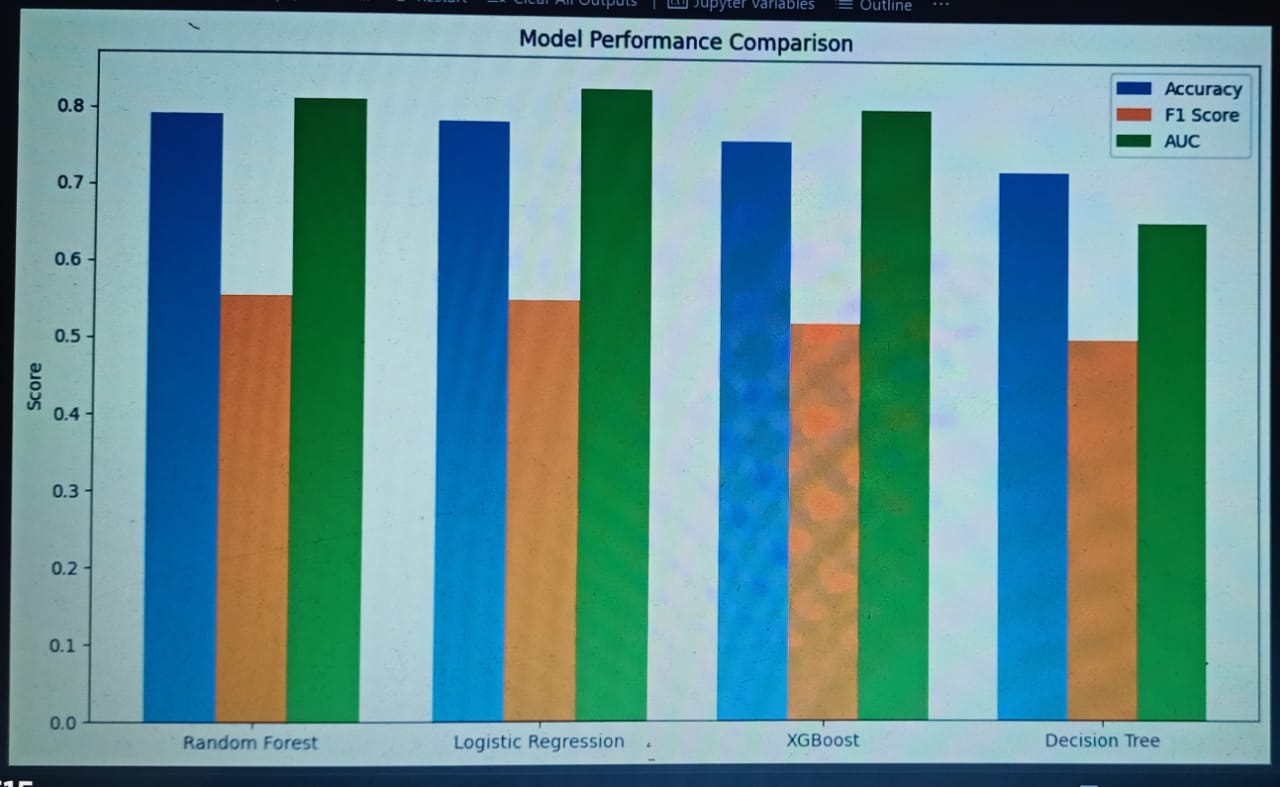 Restart Clear All Outputs Jupyter Variables Outline ...
Model Performance Comparison
Accuracy
F1 Score
AUC
0.8
0.7
0.6
0.5
0.4
0.3
0.2
0.1
0.0
Score
Random Forest
Logistic Regression
XGBoost
Decision Tree